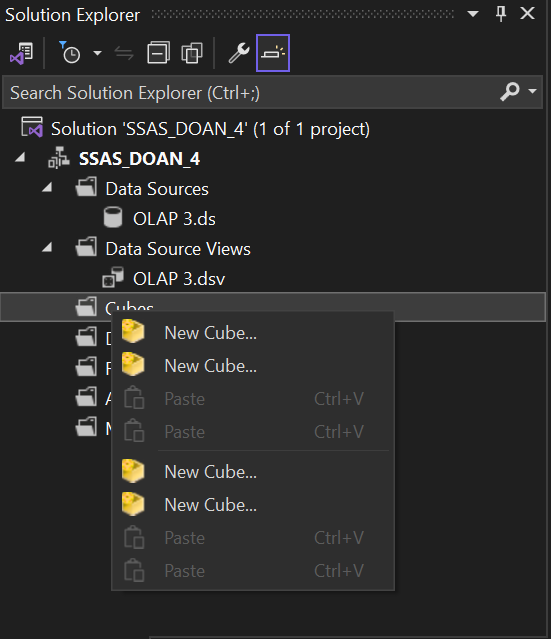 Solution Explorer
Search Solution Explorer (Ctrl+;)
Solution 'SSAS_DOAN_4' (1 of 1 project)
SSAS_DOAN_4
Data Sources
OLAP 3.ds
Data Source Views
OLAP 3.dsv
Cubes
New Cube...
New Cube...
Paste Ctrl+V
Paste Ctrl+V
New Cube...
New Cube...
Paste Ctrl+V
Paste Ctrl+V